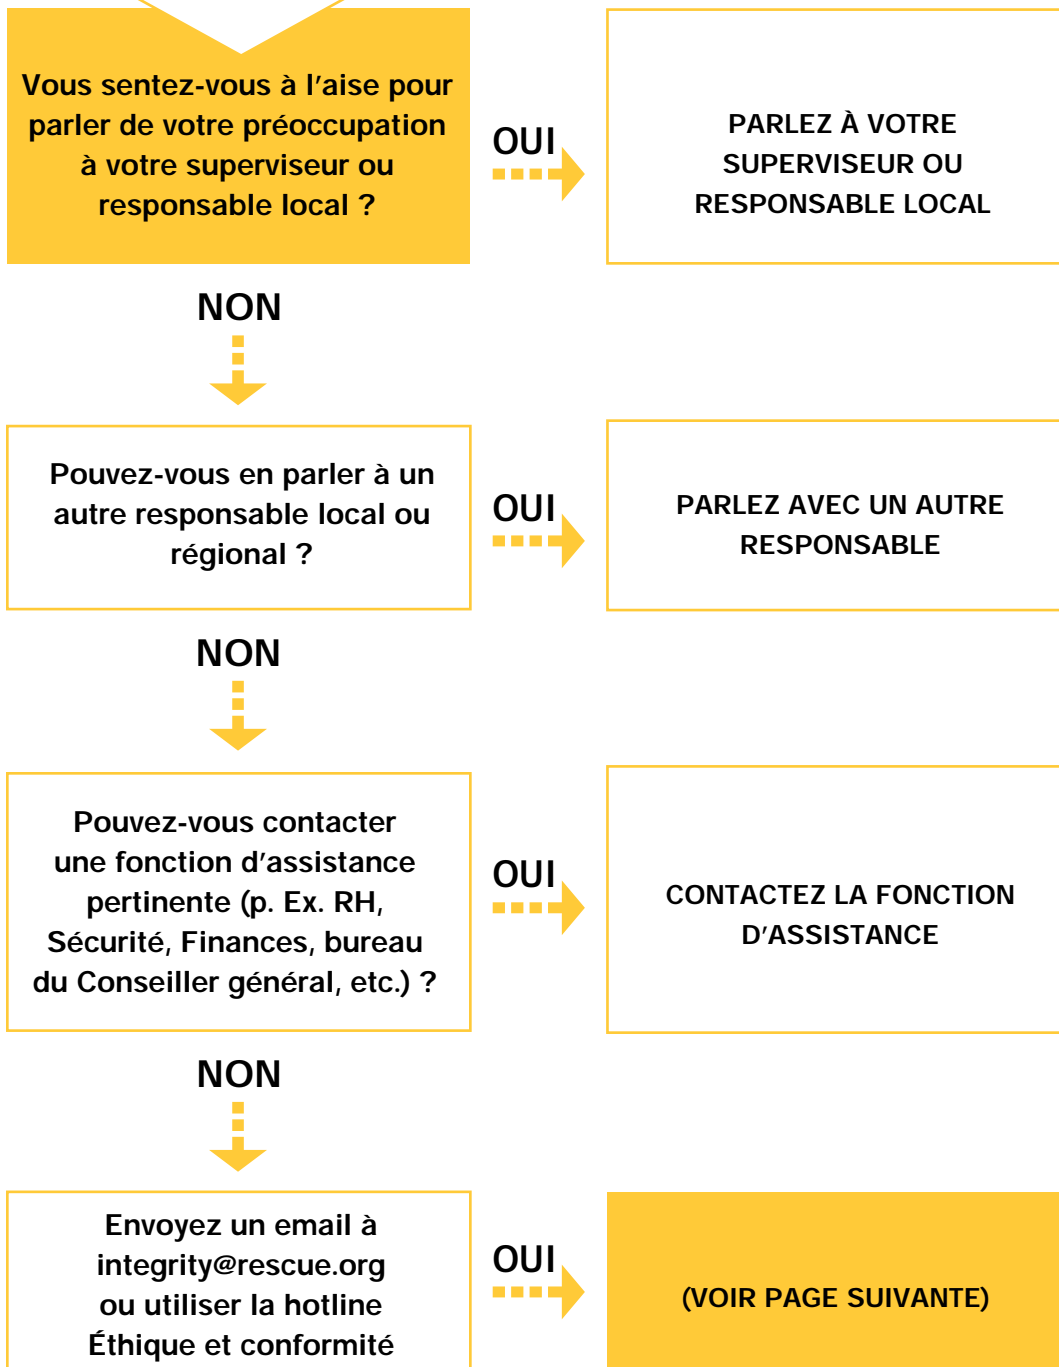 Vous sentez-vous à l'aise pour
parler de votre préoccupation
à votre superviseur ou
responsable local ?
OUI
PARLEZ À VOTRE
SUPERVISEUR OU
RESPONSABLE LOCAL
NON
Pouvez-vous en parler à un
autre responsable local ou
régional ?
OUI
PARLEZ AVEC UN AUTRE
RESPONSABLE
NON
Pouvez-vous contacter
une fonction d'assistance
pertinente (p. Ex. RH,
Sécurité, Finances, bureau
du Conseiller général, etc.) ?
OUI
CONTACTEZ LA FONCTION
D'ASSISTANCE
NON
Envoyez un email à
integrity@rescue.org
ou utiliser la hotline
Éthique et conformité
OUI
(VOIR PAGE SUIVANTE)